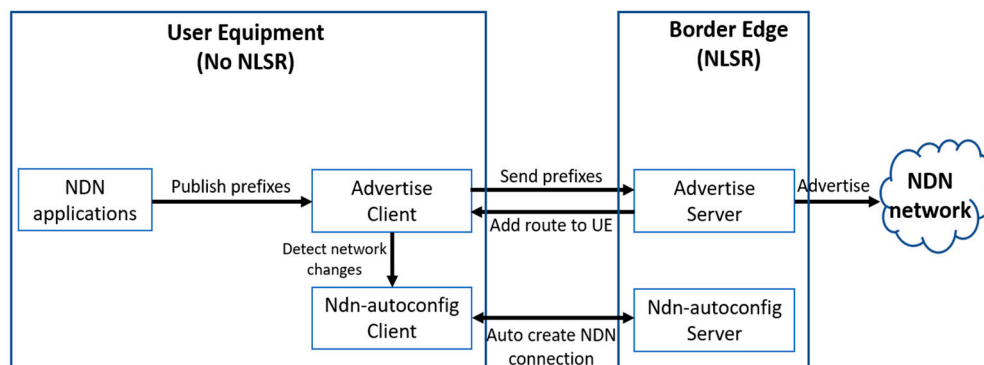 User Equipment
(No NLSR)
Border Edge
(NLSR)
NDN
applications
Publish prefixes
Advertise
Client
Send prefixes
Add route to UE
Advertise
Server
Advertise
NDN
network
Detect network
changes
Ndn-autoconfig
Client
Auto create NDN
connection
Ndn-autoconfig
Server